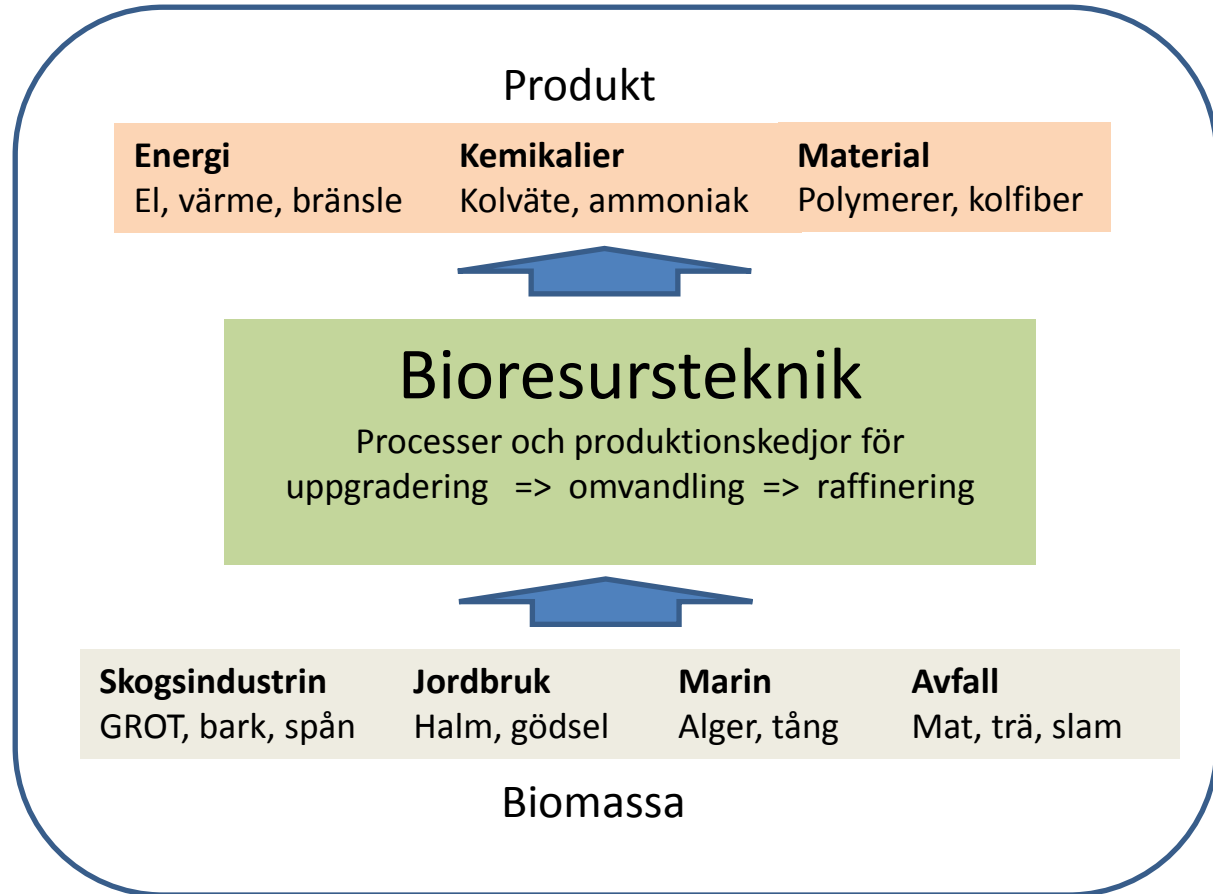 Produkt
Energi Kemikalier Material
El, värme, bränsle Kolväte, ammoniak Polymerer, kolfiber
Bioresursteknik
Processer och produktionskedjor för
uppgradering => omvandling => raffinering
Skogsindustrin Jordbruk Marin Avfall
GROT, bark, spån Halm, gödsel Alger, tång Mat, trä, slam
Biomassa